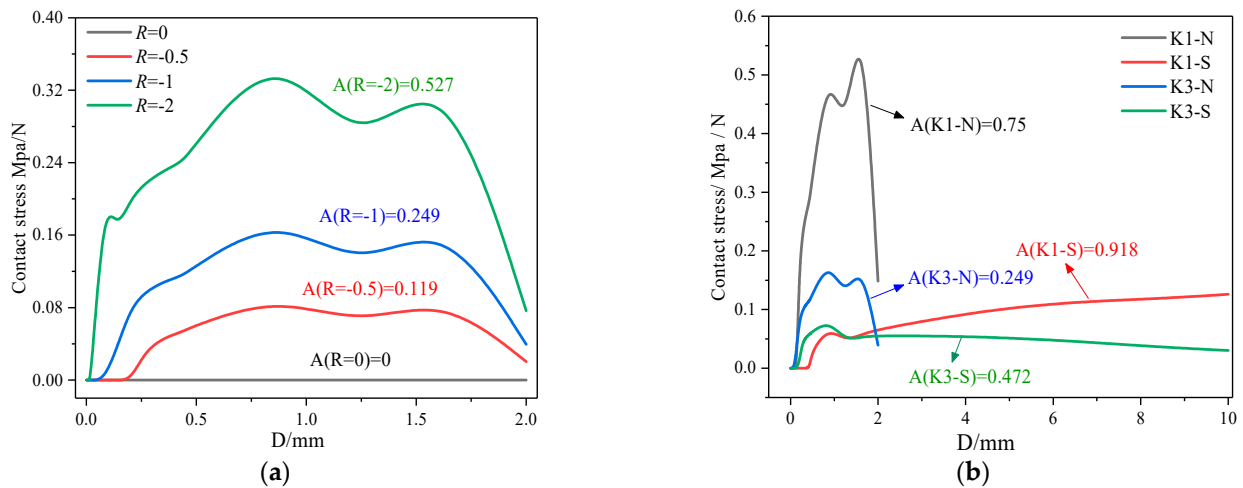 0.40
0.32
0.24
0.16
0.08
0.00
Contact stress Mpa/N
R=0
R=-0.5
R=-1
R=-2
A(R=-2)=0.527
A(R=-1)=0.249
A(R=-0.5)=0.119
A(R=0)=0
0.0 0.5 1.0 1.5 2.0
D/mm
(a)
0.6
0.5
0.4
0.3
0.2
0.1
0.0
Contact stress/ Mpa / N
K1-N
K1-S
K3-N
K3-S
A(K1-N)=0.75
A(K1-S)=0.918
A(K3-N)=0.249
A(K3-S)=0.472
0 2 4 6 8 10
D/mm
(b)